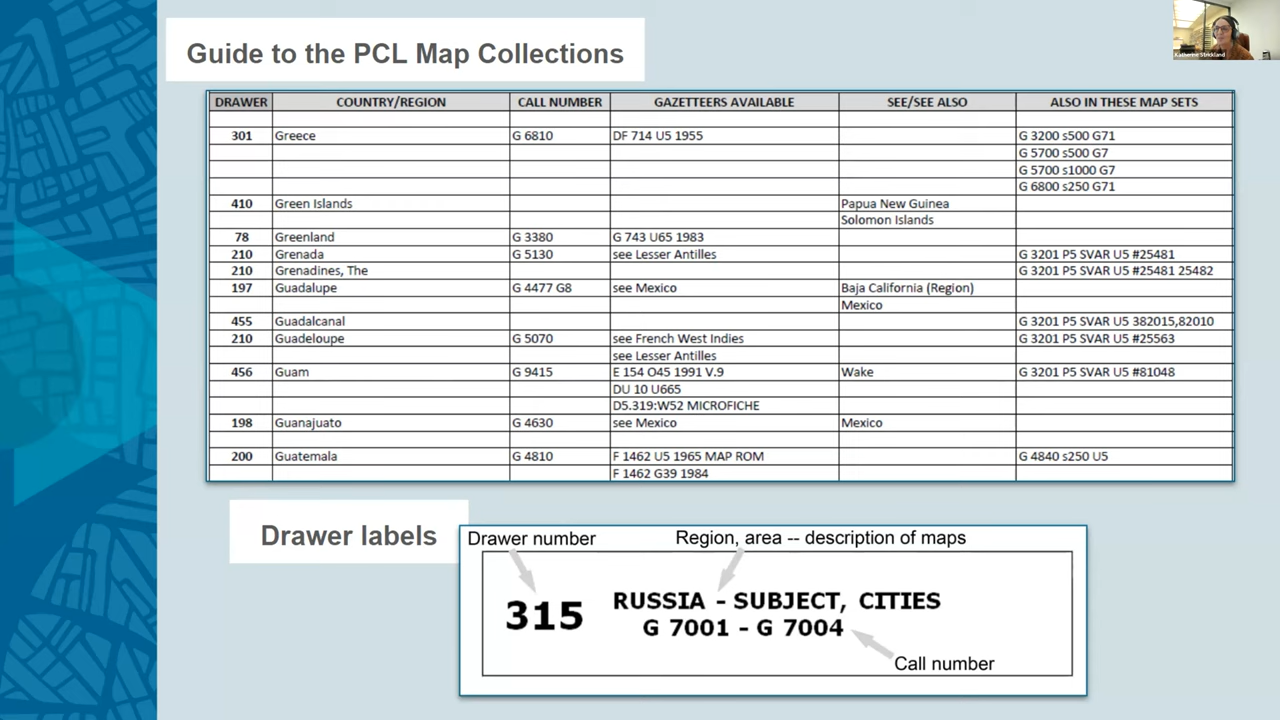 Guide to the PCL Map Collections
Katherine Strickland
DRAWER COUNTRY/REGION CALL NUMBER GAZETTEERS AVAILABLE SEE/SEE ALSO ALSO IN THESE MAP SETS
301 Greece G 6810 DF 714 U5 1955 G 3200 s500 G71
G 5700 s500 G7
G 5700 s1000 G7
G 6800 s250 G71
410 Green Islands Papua New Guinea
Solomon Islands
78 Greenland G 3380 G 743 U65 1983
210 Grenada G 5130 see Lesser Antilles G 3201 P5 SVAR U5 #25481
210 Grenadines, The G 3201 P5 SVAR U5 #25481 25482
197 Guadalupe G 4477 G8 see Mexico Baja California (Region)
Mexico
455 Guadalcanal G 3201 P5 SVAR U5 382015,82010
210 Guadeloupe G 5070 see French West Indies G 3201 P5 SVAR U5 #25563
see Lesser Antilles
456 Guam G 9415 E 154 O45 1991 V.9 Wake G 3201 P5 SVAR U5 #81048
DU 10 U665
D5.319:W52 MICROFICHE
198 Guanajuato G 4630 see Mexico Mexico
200 Guatemala G 4810 F 1462 U5 1965 MAP ROM G 4840 s250 U5
F 1462 G39 1984
Drawer labels
Drawer number Region, area -- description of maps
315 RUSSIA - SUBJECT, CITIES
G 7001 - G 7004
Call number